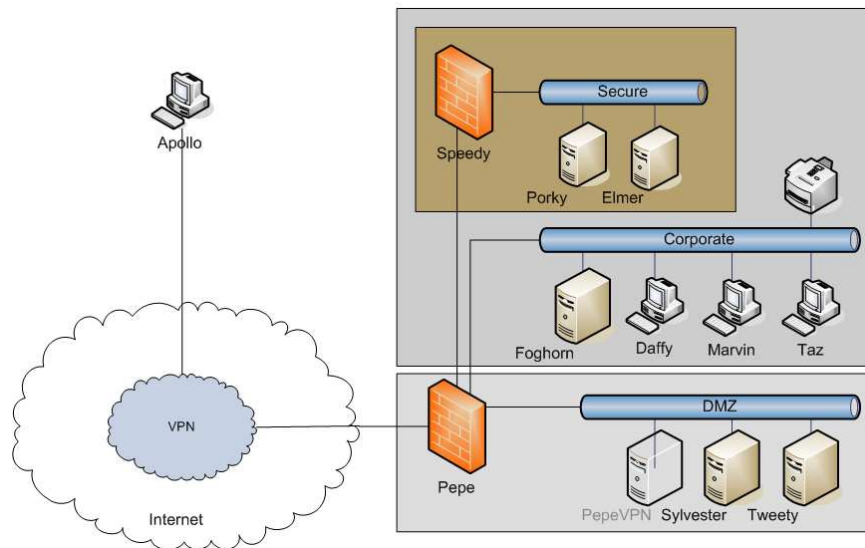 Secure
Apollo
Speedy
Porky
Elmer
Corporate
Foghorn
Daffy
Marvin
Taz
DMZ
VPN
Pepe
PepeVPN
Sylvester
Tweety
Internet